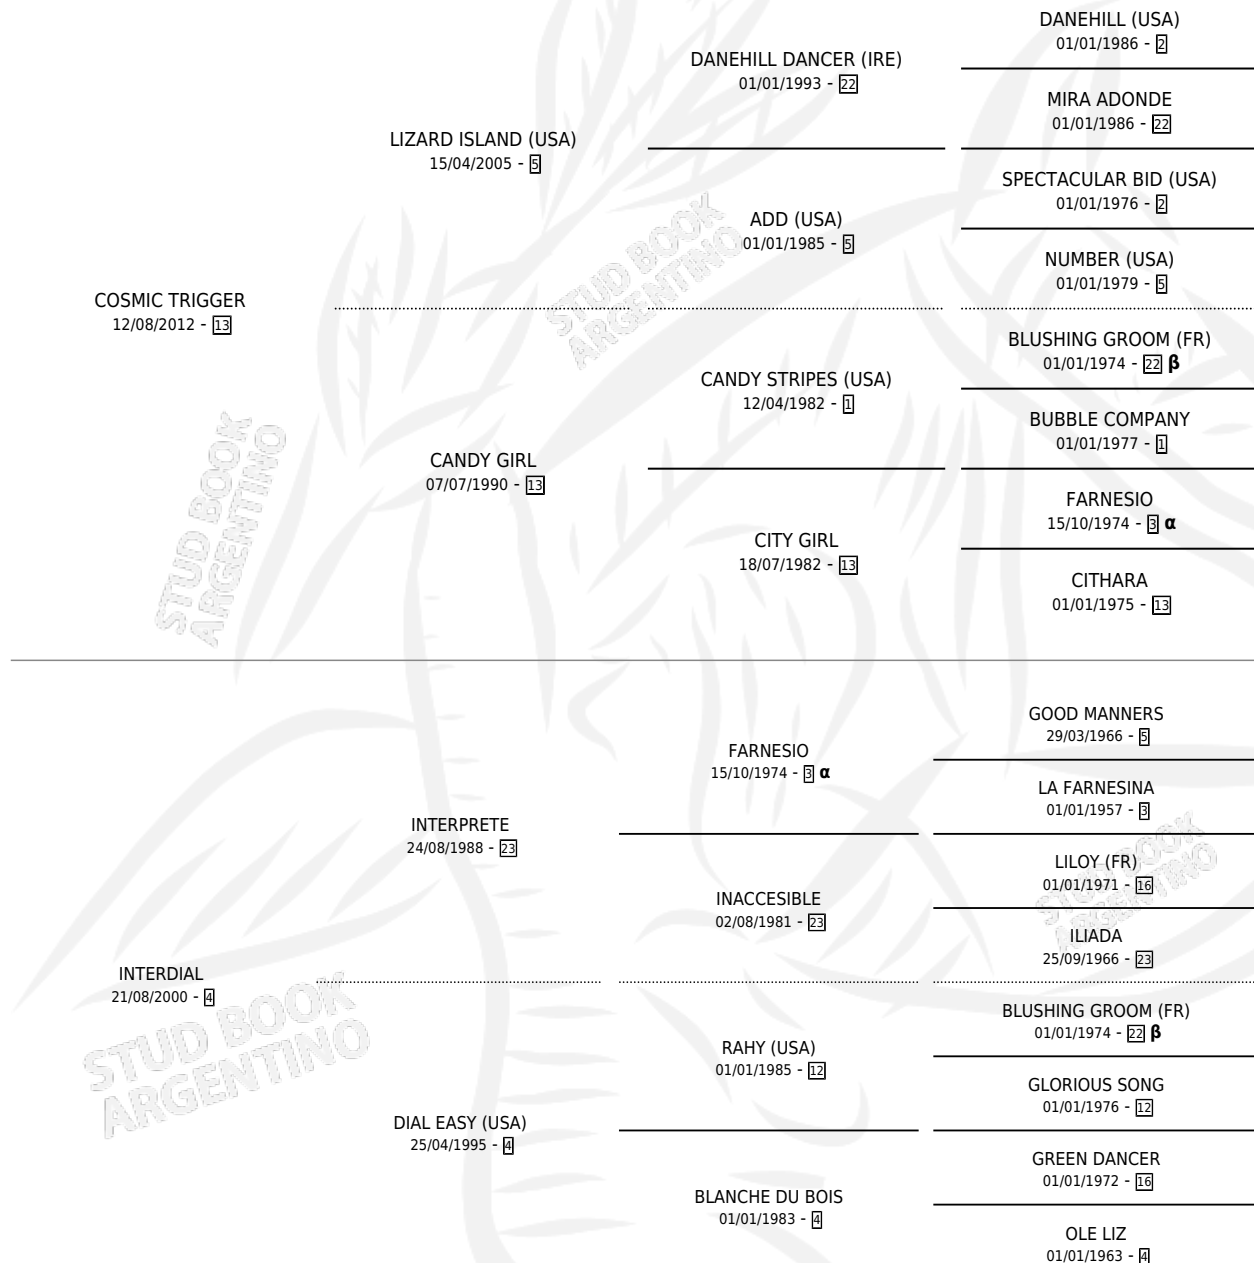 DANEHILL (USA)
01/01/1986 - 2
DANEHILL DANCER (IRE)
01/01/1993 - 22
MIRA ADONDE
01/01/1986 - 22
LIZARD ISLAND (USA)
15/04/2005 - 5
SPECTACULAR BID (USA)
01/01/1976 - 2
ADD (USA)
01/01/1985 - 5
NUMBER (USA)
01/01/1979 - 5
COSMIC TRIGGER
12/08/2012 - 13
BLUSHING GROOM (FR)
01/01/1974 - 22 β
CANDY STRIPES (USA)
12/04/1982 - 1
BUBBLE COMPANY
01/01/1977 - 1
CANDY GIRL
07/07/1990 - 13
FARNESIO
15/10/1974 - 3 α
CITY GIRL
18/07/1982 - 13
CITHARA
01/01/1975 - 13
GOOD MANNERS
29/03/1966 - 5
FARNESIO
15/10/1974 - 3 α
LA FARNESINA
01/01/1957 - 3
INTERPRETE
24/08/1988 - 23
LILOY (FR)
01/01/1971 - 16
INACCESIBLE
02/08/1981 - 23
ILIADA
25/09/1966 - 23
INTERDIAL
21/08/2000 - 4
BLUSHING GROOM (FR)
01/01/1974 - 22 β
RAHY (USA)
01/01/1985 - 12
GLORIOUS SONG
01/01/1976 - 12
DIAL EASY (USA)
25/04/1995 - 4
GREEN DANCER
01/01/1972 - 16
BLANCHE DU BOIS
01/01/1983 - 4
OLE LIZ
01/01/1963 - 4
STUD BOOK
ARGENTINO
STUD BOOK
ARGENTINO
STUD BOOK
ARGENTINO
STUD BOOK
ARGENTINO